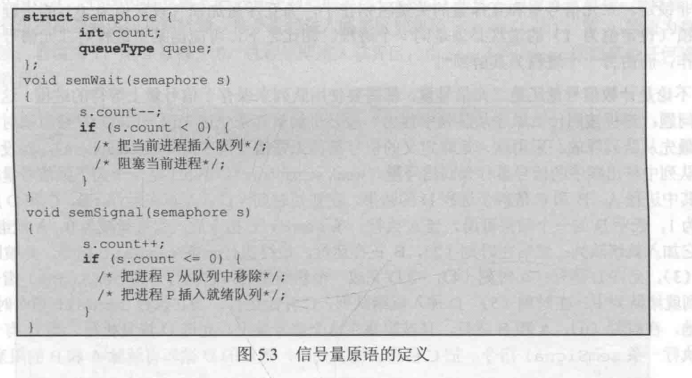 struct semaphore {
int count;
queueType queue;
};
void semWait(semaphore s)
{
s.count--;
if (s.count < 0) {
/* 把当前进程插入队列*/;
/* 阻塞当前进程*/;
}
}
void semSignal(semaphore s)
{
s.count++;
if (s.count <= 0) {
/* 把进程 P 从队列中移除*/;
/* 把进程 P 插入就绪队列*/;
}
}
图 5.3 信号量原语的定义